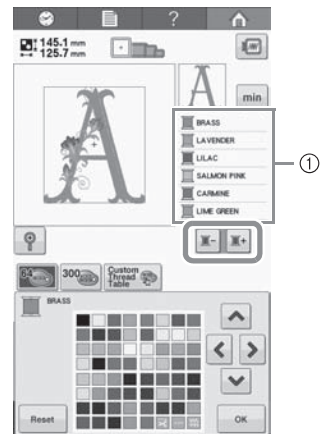 ?
145.1 mm
125.7 mm
min
BRASS
LAVENDER
LILAC
SALMON PINK
CARMINE
LIME GREEN
①
- +
64
300
Custom
Thread
Table
BRASS
Reset
OK